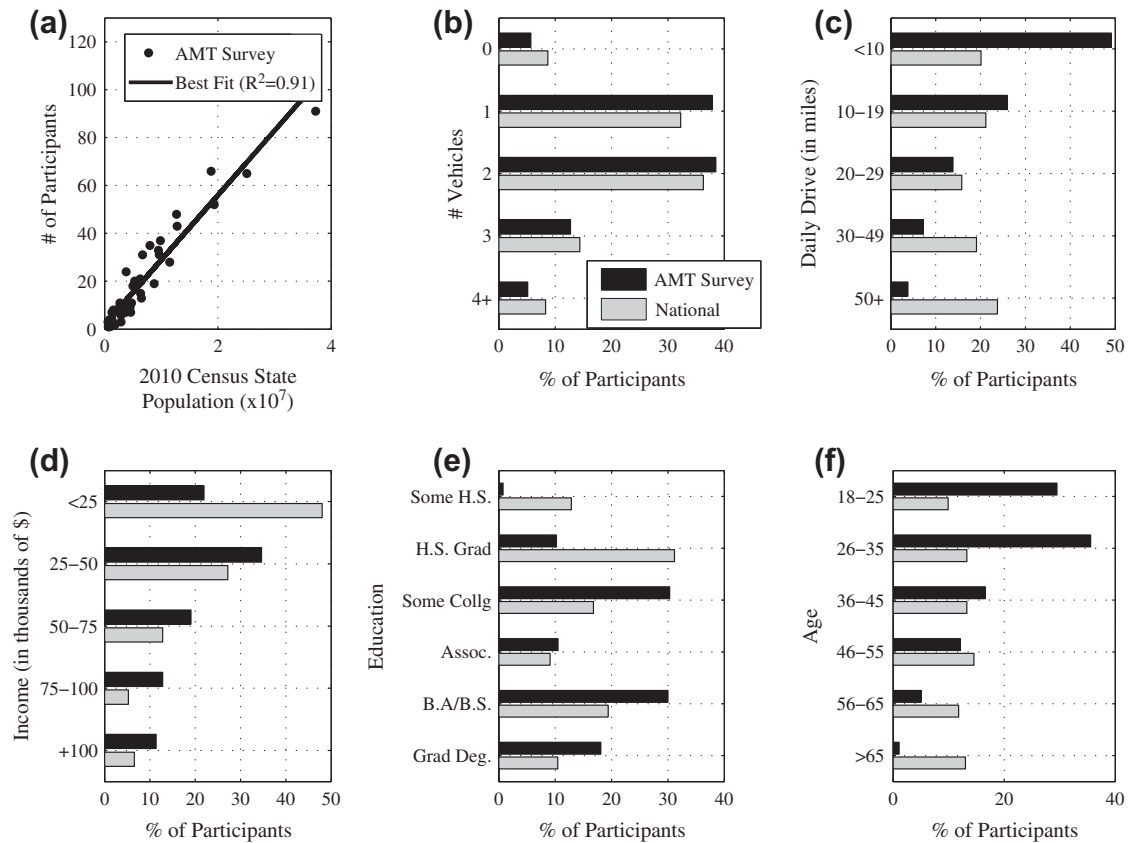 (a)
120
100
80
60
40
20
0
# of Participants
AMT Survey
Best Fit (R²=0.91)
0 2 4
2010 Census State
Population (x10⁷)
(b)
0
1
2
3
4+
# Vehicles
AMT Survey
National
0 10 20 30 40
% of Participants
(c)
<10
10−19
20−29
30−49
50+
Daily Drive (in miles)
0 10 20 30 40 50
% of Participants
(d)
<25
25−50
50−75
75−100
+100
Income (in thousands of $)
0 10 20 30 40 50
% of Participants
(e)
Some H.S.
H.S. Grad
Some Collg
Assoc.
B.A/B.S.
Grad Deg.
Education
0 10 20 30 40
% of Participants
(f)
18−25
26−35
36−45
46−55
56−65
>65
Age
0 20 40
% of Participants